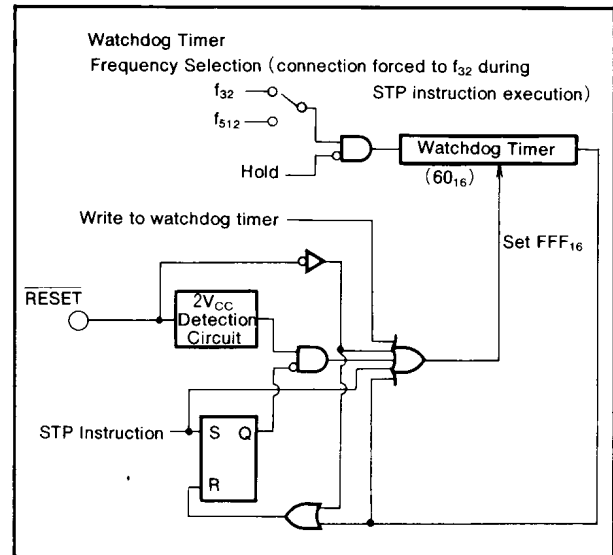 Watchdog Timer
Frequency Selection (connection forced to f32 during
STP instruction execution)
f32
f512
Hold
Watchdog Timer
(6016)
Write to watchdog timer
Set FFF16
RESET
2VCC
Detection
Circuit
STP Instruction
S Q
R